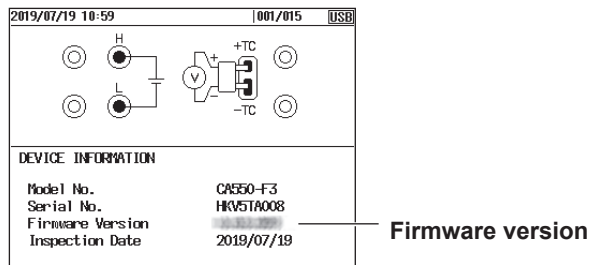 2019/07/19 10:59 001/015 USB
H
+TC
+
V
L
−
−TC
DEVICE INFORMATION
Model No. CA550-F3
Serial No. HKV5TA008
Firmware Version
Inspection Date 2019/07/19
Firmware version